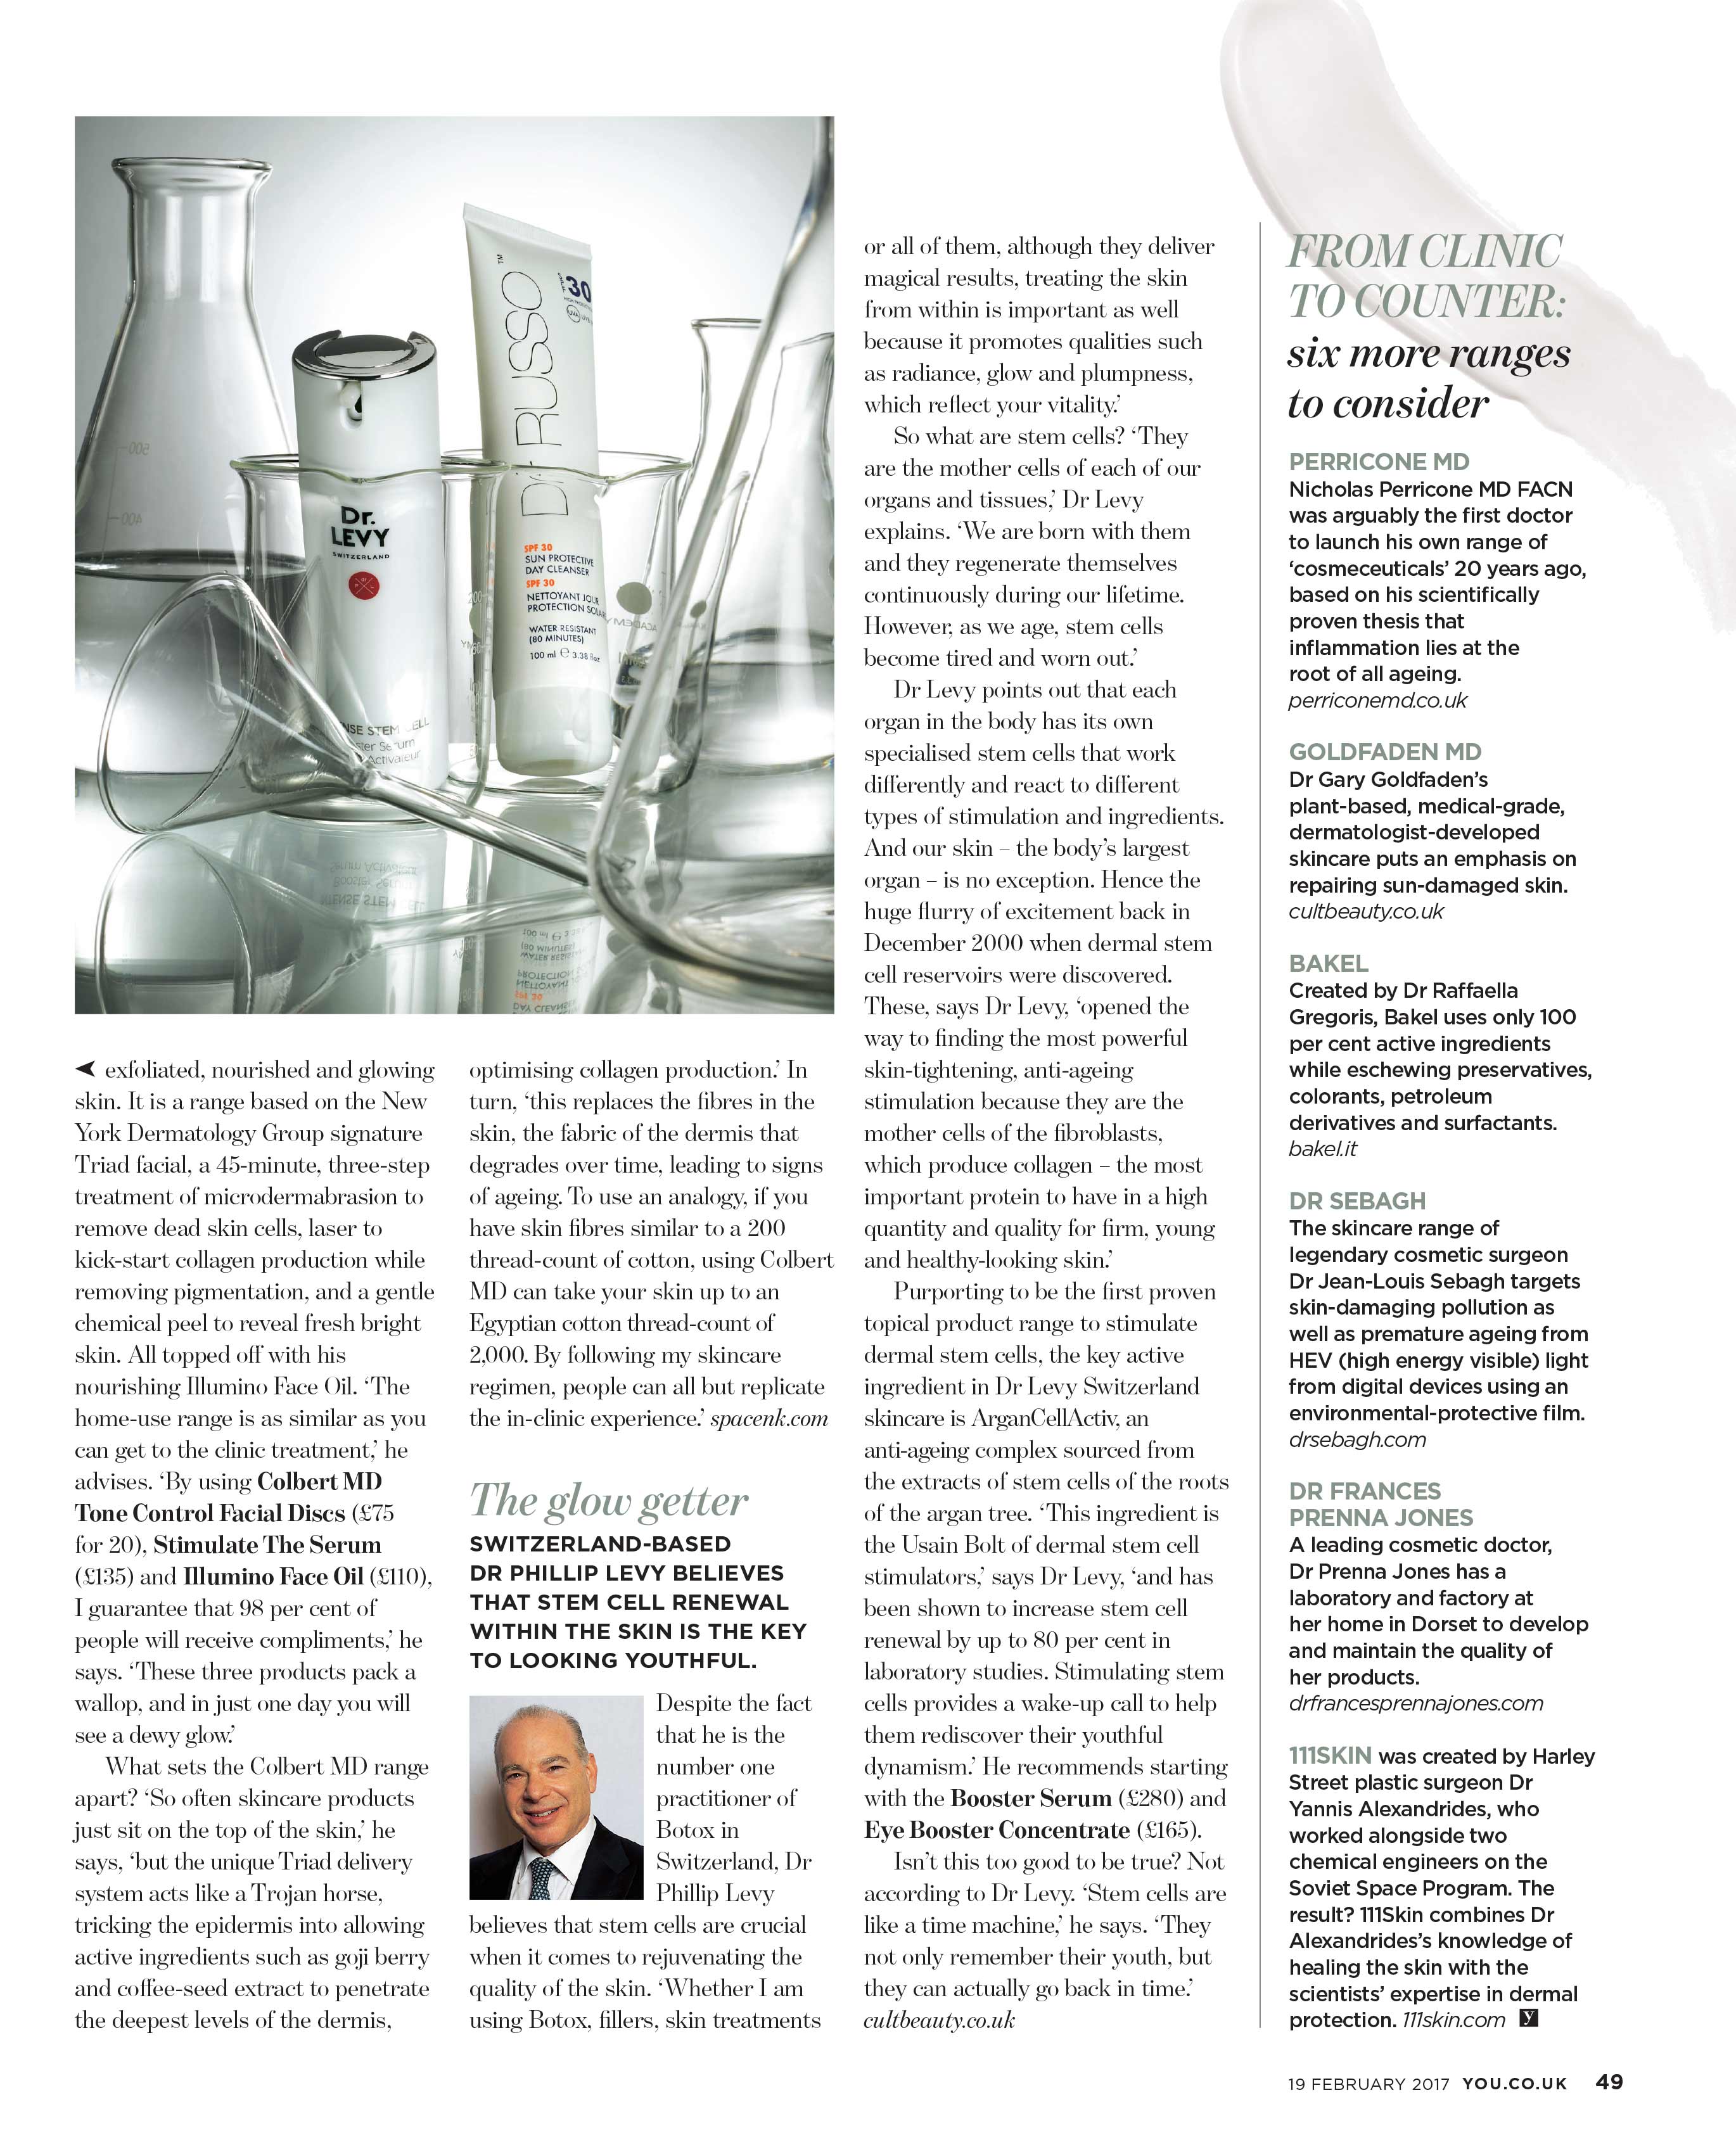 Dr RUSSO™
SPF 30
HIGH PROTECTION
UVA
SPF 30
SUN PROTECTIVE
DAY CLEANSER
SPF 30
NETTOYANT JOUR
PROTECTION SOLA
WATER RESISTANT
(80 MINUTES)
100 ml e 3.38 fl oz
Dr.
LEVY
SWITZERLAND
NSE STEM CELL
ster Serum
Activateur
➤ exfoliated, nourished and glowing
skin. It is a range based on the New
York Dermatology Group signature
Triad facial, a 45-minute, three-step
treatment of microdermabrasion to
remove dead skin cells, laser to
kick-start collagen production while
removing pigmentation, and a gentle
chemical peel to reveal fresh bright
skin. All topped off with his
nourishing Illumino Face Oil. ‘The
home-use range is as similar as you
can get to the clinic treatment,’ he
advises. ‘By using Colbert MD
Tone Control Facial Discs (£75
for 20), Stimulate The Serum
(£135) and Illumino Face Oil (£110),
I guarantee that 98 per cent of
people will receive compliments,’ he
says. ‘These three products pack a
wallop, and in just one day you will
see a dewy glow.’
What sets the Colbert MD range
apart? ‘So often skincare products
just sit on the top of the skin,’ he
says, ‘but the unique Triad delivery
system acts like a Trojan horse,
tricking the epidermis into allowing
active ingredients such as goji berry
and coffee-seed extract to penetrate
the deepest levels of the dermis,
optimising collagen production.’ In
turn, ‘this replaces the fibres in the
skin, the fabric of the dermis that
degrades over time, leading to signs
of ageing. To use an analogy, if you
have skin fibres similar to a 200
thread-count of cotton, using Colbert
MD can take your skin up to an
Egyptian cotton thread-count of
2,000. By following my skincare
regimen, people can all but replicate
the in-clinic experience.’ spacenk.com
The glow getter
SWITZERLAND-BASED
DR PHILLIP LEVY BELIEVES
THAT STEM CELL RENEWAL
WITHIN THE SKIN IS THE KEY
TO LOOKING YOUTHFUL.
Despite the fact
that he is the
number one
practitioner of
Botox in
Switzerland, Dr
Phillip Levy
believes that stem cells are crucial
when it comes to rejuvenating the
quality of the skin. ‘Whether I am
using Botox, fillers, skin treatments
or all of them, although they deliver
magical results, treating the skin
from within is important as well
because it promotes qualities such
as radiance, glow and plumpness,
which reflect your vitality.’
So what are stem cells? ‘They
are the mother cells of each of our
organs and tissues,’ Dr Levy
explains. ‘We are born with them
and they regenerate themselves
continuously during our lifetime.
However, as we age, stem cells
become tired and worn out.’
Dr Levy points out that each
organ in the body has its own
specialised stem cells that work
differently and react to different
types of stimulation and ingredients.
And our skin – the body’s largest
organ – is no exception. Hence the
huge flurry of excitement back in
December 2000 when dermal stem
cell reservoirs were discovered.
These, says Dr Levy, ‘opened the
way to finding the most powerful
skin-tightening, anti-ageing
stimulation because they are the
mother cells of the fibroblasts,
which produce collagen – the most
important protein to have in a high
quantity and quality for firm, young
and healthy-looking skin.’
Purporting to be the first proven
topical product range to stimulate
dermal stem cells, the key active
ingredient in Dr Levy Switzerland
skincare is ArganCellActiv, an
anti-ageing complex sourced from
the extracts of stem cells of the roots
of the argan tree. ‘This ingredient is
the Usain Bolt of dermal stem cell
stimulators,’ says Dr Levy, ‘and has
been shown to increase stem cell
renewal by up to 80 per cent in
laboratory studies. Stimulating stem
cells provides a wake-up call to help
them rediscover their youthful
dynamism.’ He recommends starting
with the Booster Serum (£280) and
Eye Booster Concentrate (£165).
Isn’t this too good to be true? Not
according to Dr Levy. ‘Stem cells are
like a time machine,’ he says. ‘They
not only remember their youth, but
they can actually go back in time.’
cultbeauty.co.uk
FROM CLINIC
TO COUNTER:
six more ranges
to consider
PERRICONE MD
Nicholas Perricone MD FACN
was arguably the first doctor
to launch his own range of
‘cosmeceuticals’ 20 years ago,
based on his scientifically
proven thesis that
inflammation lies at the
root of all ageing.
perriconemd.co.uk
GOLDFADEN MD
Dr Gary Goldfaden’s
plant-based, medical-grade,
dermatologist-developed
skincare puts an emphasis on
repairing sun-damaged skin.
cultbeauty.co.uk
BAKEL
Created by Dr Raffaella
Gregoris, Bakel uses only 100
per cent active ingredients
while eschewing preservatives,
colorants, petroleum
derivatives and surfactants.
bakel.it
DR SEBAGH
The skincare range of
legendary cosmetic surgeon
Dr Jean-Louis Sebagh targets
skin-damaging pollution as
well as premature ageing from
HEV (high energy visible) light
from digital devices using an
environmental-protective film.
drsebagh.com
DR FRANCES
PRENNA JONES
A leading cosmetic doctor,
Dr Prenna Jones has a
laboratory and factory at
her home in Dorset to develop
and maintain the quality of
her products.
drfrancesprennajones.com
111SKIN was created by Harley
Street plastic surgeon Dr
Yannis Alexandrides, who
worked alongside two
chemical engineers on the
Soviet Space Program. The
result? 111Skin combines Dr
Alexandrides’s knowledge of
healing the skin with the
scientists’ expertise in dermal
protection. 111skin.com y
19 FEBRUARY 2017 YOU.CO.UK 49